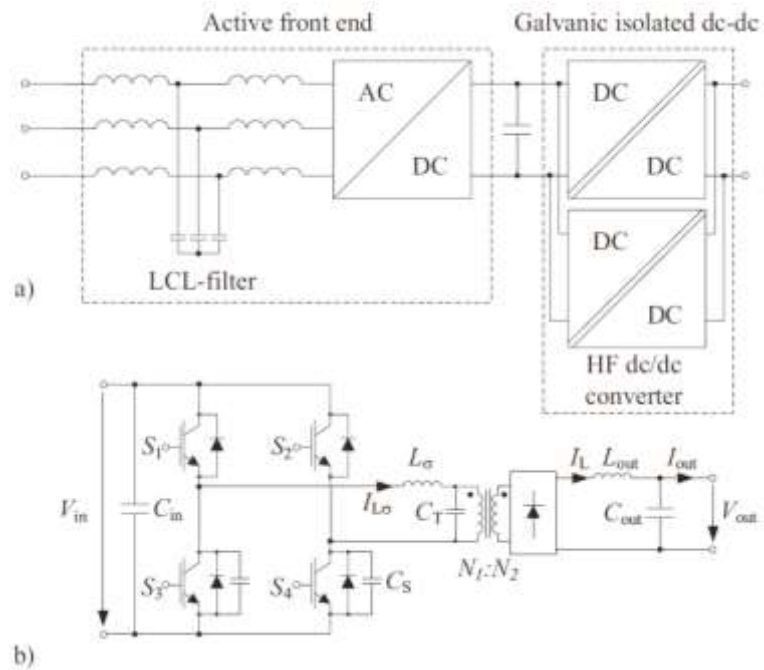 Active front end
Galvanic isolated dc-dc
AC
DC
DC
DC
DC
DC
LCL-filter
HF dc/dc
converter
a)
S1
S2
Lσ
IL
Lout
Iout
Vin
Cin
ILσ
CT
Cout
Vout
S3
S4
CS
N1:N2
b)